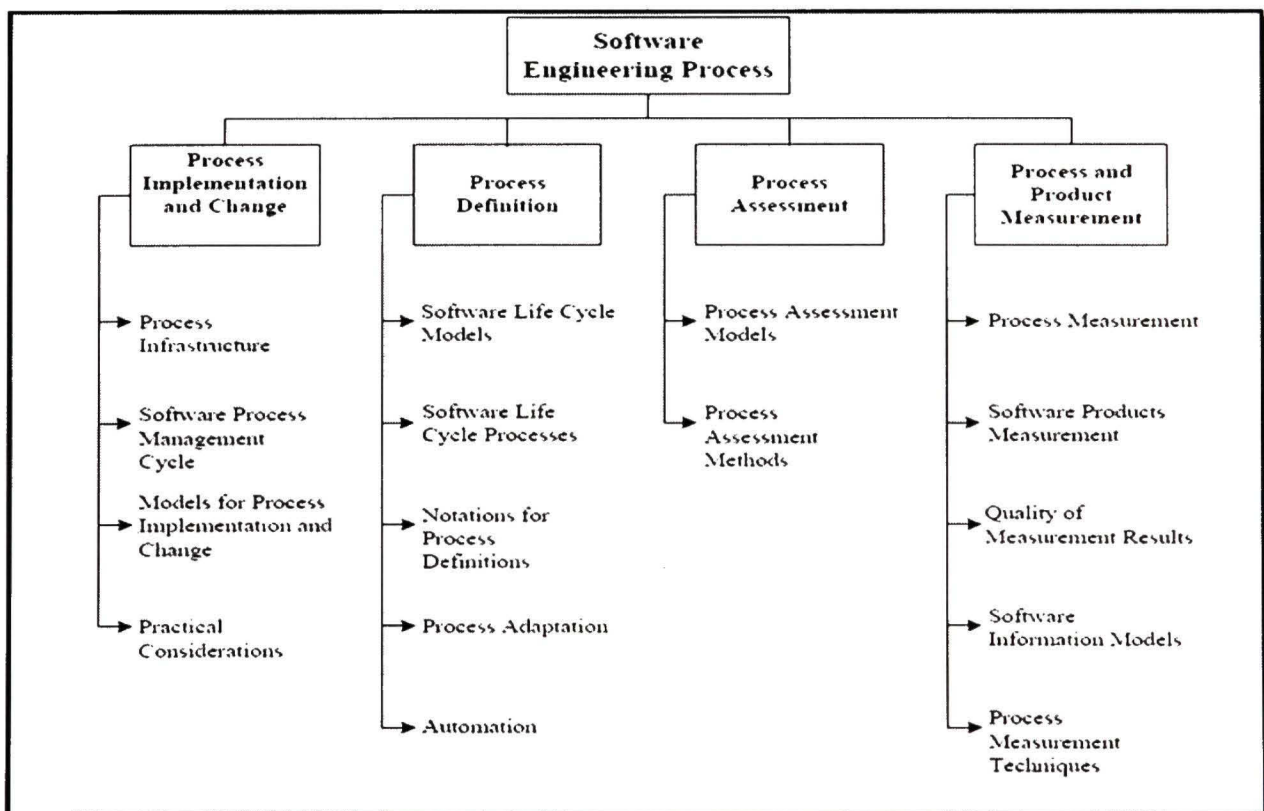 Software
Engineering Process
Process
Implementation
and Change
Process
Infrastructure
Software Process
Management
Cycle
Models for Process
Implementation and
Change
Practical
Considerations
Process
Definition
Software Life Cycle
Models
Software Life
Cycle Processes
Notations for
Process
Definitions
Process Adaptation
Automation
Process
Assessment
Process Assessment
Models
Process
Assessment
Methods
Process and
Product
Measurement
Process Measurement
Software Products
Measurement
Quality of
Measurement Results
Software
Information Models
Process
Measurement
Techniques